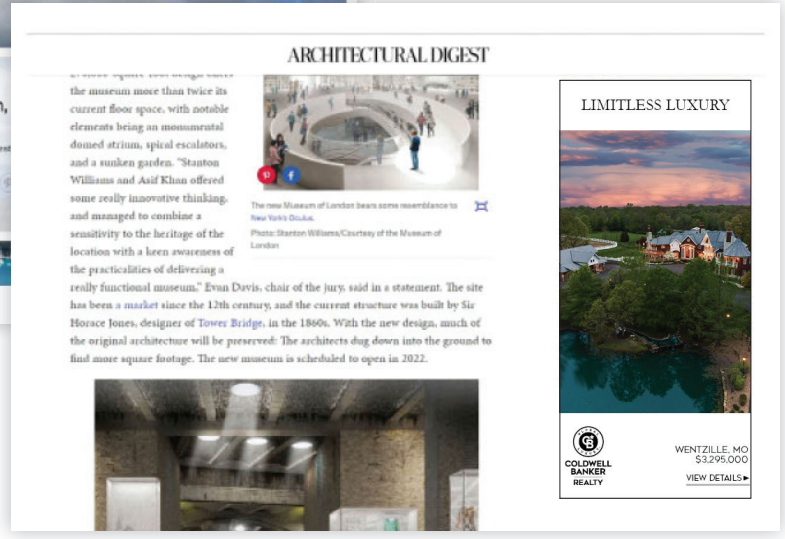 ARCHITECTURAL DIGEST
the museum more than twice its
current floor space, with notable
elements being an monumental
domed atrium, spiral escalators,
and a sunken garden. "Stanton
Williams and Asif Khan offered
some really innovative thinking,
and managed to combine a
sensitivity to the heritage of the
location with a keen awareness of
the practicalities of delivering a
really functional museum." Evan Davis, chair of the jury, said in a statement. The site
has been a market since the 12th century, and the current structure was built by Sir
Horace Jones, designer of Tower Bridge, in the 1860s. With the new design, much of
the original architecture will be preserved: The architects dug down into the ground to
find more square footage. The new museum is scheduled to open in 2022.
The new Museum of London bears some resemblance to
New York's Oculus.
Photo: Stanton Williams/Courtesy of the Museum of
London
LIMITLESS LUXURY
COLDWELL
BANKER
REALTY
WENTZILLE, MO
$3,295,000
VIEW DETAILS